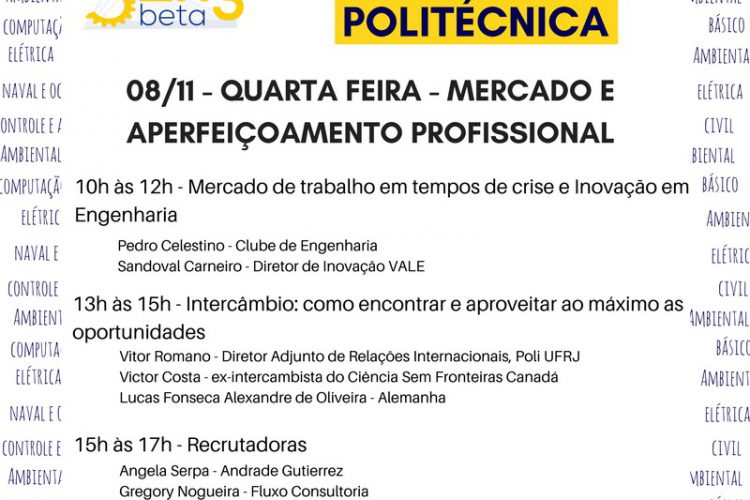 beta
POLITÉCNICA
08/11 – QUARTA FEIRA – MERCADO E
APERFEIÇOAMENTO PROFISSIONAL
10h às 12h - Mercado de trabalho em tempos de crise e Inovação em
Engenharia
Pedro Celestino - Clube de Engenharia
Sandoval Carneiro - Diretor de Inovação VALE
13h às 15h - Intercâmbio: como encontrar e aproveitar ao máximo as
oportunidades
Vitor Romano - Diretor Adjunto de Relações Internacionais, Poli UFRJ
Victor Costa - ex-intercambista do Ciência Sem Fronteiras Canadá
Lucas Fonseca Alexandre de Oliveira - Alemanha
15h às 17h - Recrutadoras
Angela Serpa - Andrade Gutierrez
Gregory Nogueira - Fluxo Consultoria
COMPUTAÇÃ
ELÉTRICA
NAVAL E OC
ONTROLE E A
AMBIENTAL
COMPUTAÇÃO
ELÉTRIC
NAVAL E
CONTROLE
AMBIENT
COMPUTA
ELÉTRICA
NAVAL E O
CONTROLE E
AMBIENTAL
BÁSICO
AMBIENTA
ELÉTRICA
CIVIL
BIENTAL
BÁSICO
AMBIEN
ELÉTRIC
CIVIL
MBIENTAL
BÁSIC
AMBIENT
ELÉTRICA
CIVIL
MBIENTAL
BÁSICO